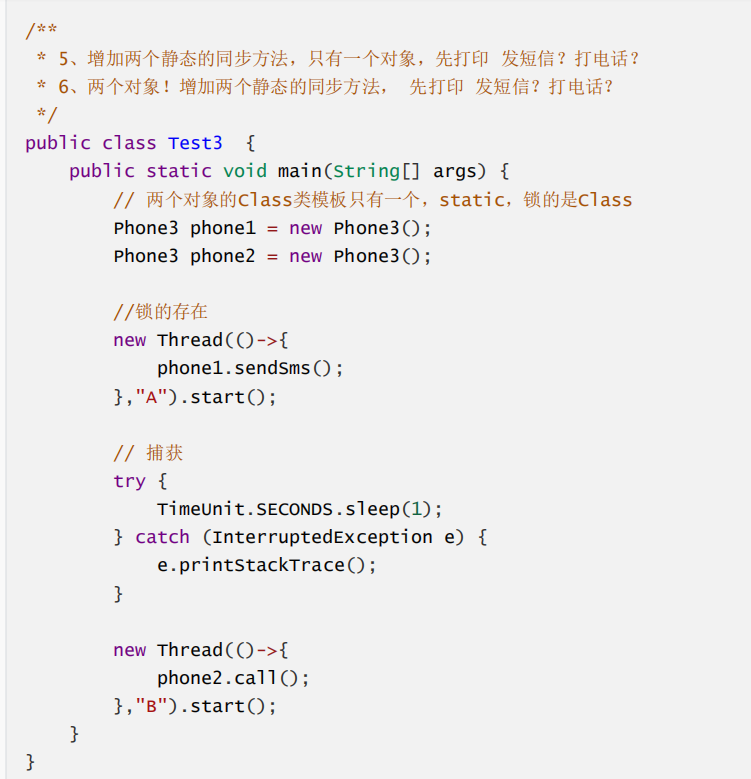 /**
 * 5、增加两个静态的同步方法，只有一个对象，先打印 发短信？打电话？
 * 6、两个对象！增加两个静态的同步方法， 先打印 发短信？打电话？
 */
public class Test3  {
    public static void main(String[] args) {
        // 两个对象的Class类模板只有一个，static，锁的是Class
        Phone3 phone1 = new Phone3();
        Phone3 phone2 = new Phone3();

        //锁的存在
        new Thread(()->{
            phone1.sendSms();
        },"A").start();

        // 捕获
        try {
            TimeUnit.SECONDS.sleep(1);
        } catch (InterruptedException e) {
            e.printStackTrace();
        }

        new Thread(()->{
            phone2.call();
        },"B").start();
    }
}